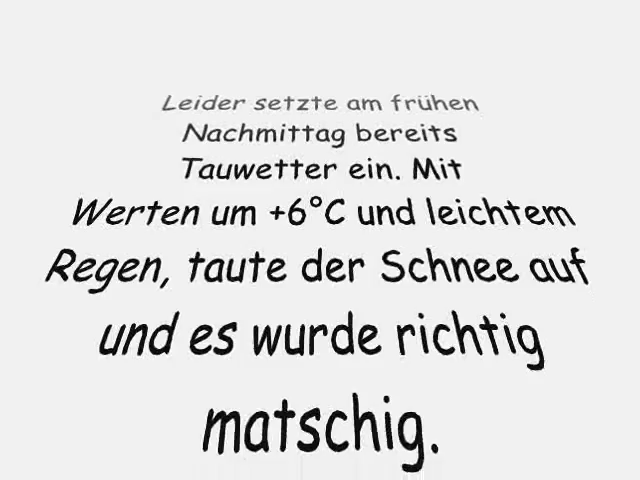 Leider setzte am frühen
Nachmittag bereits
Tauwetter ein. Mit
Werten um +6°C und leichtem
Regen, taute der Schnee auf
und es wurde richtig
matschig.